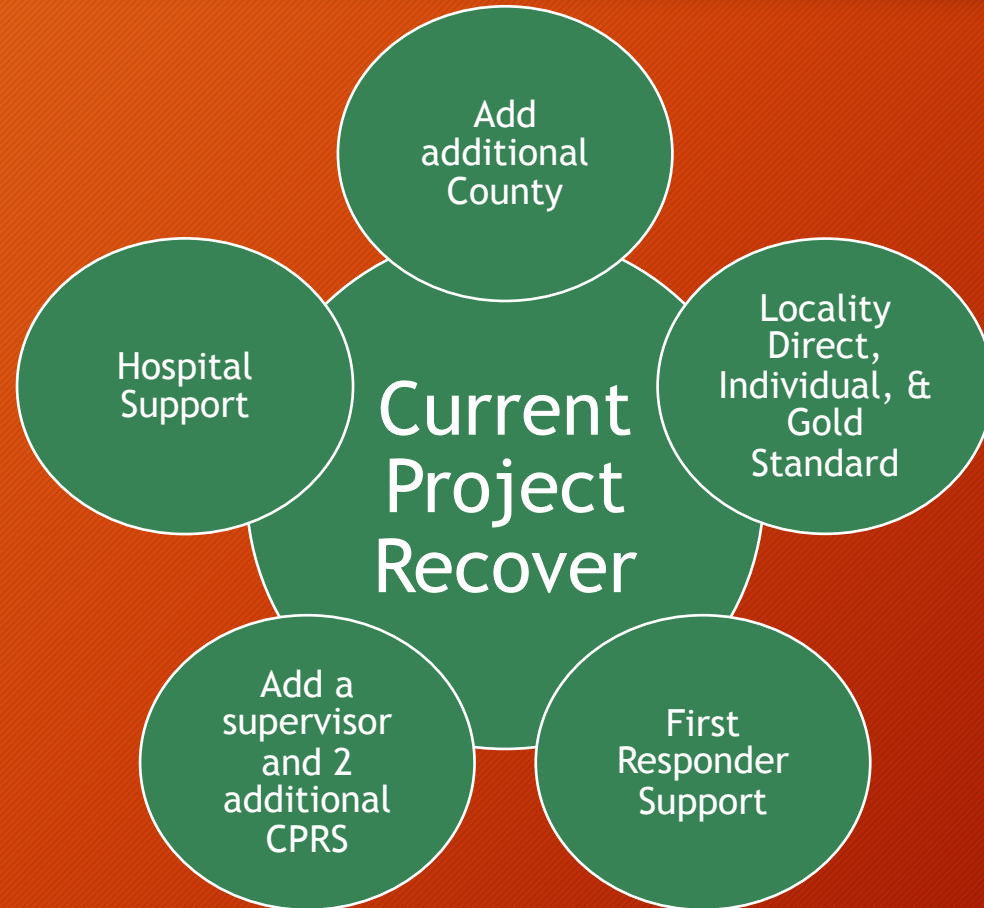 Add
additional
County
Locality
Direct,
Individual, &
Gold
Standard
First
Responder
Support
Add a
supervisor
and 2
additional
CPRS
Hospital
Support
Current
Project
Recover